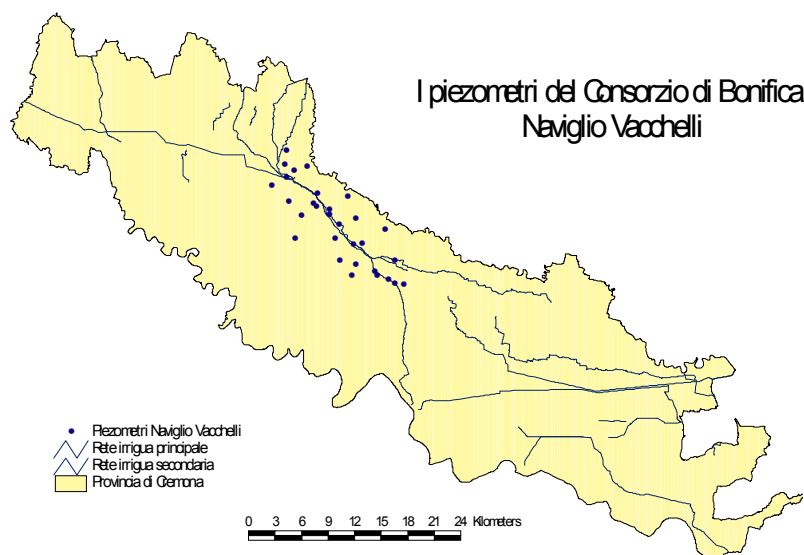 I piezometri del Consorzio di Bonifica
Naviglio Vacchelli
Piezometri Naviglio Vacchelli
Rete irrigua principale
Rete irrigua secondaria
Provincia di Cremona
0 3 6 9 12 15 18 21 24 Kilometers